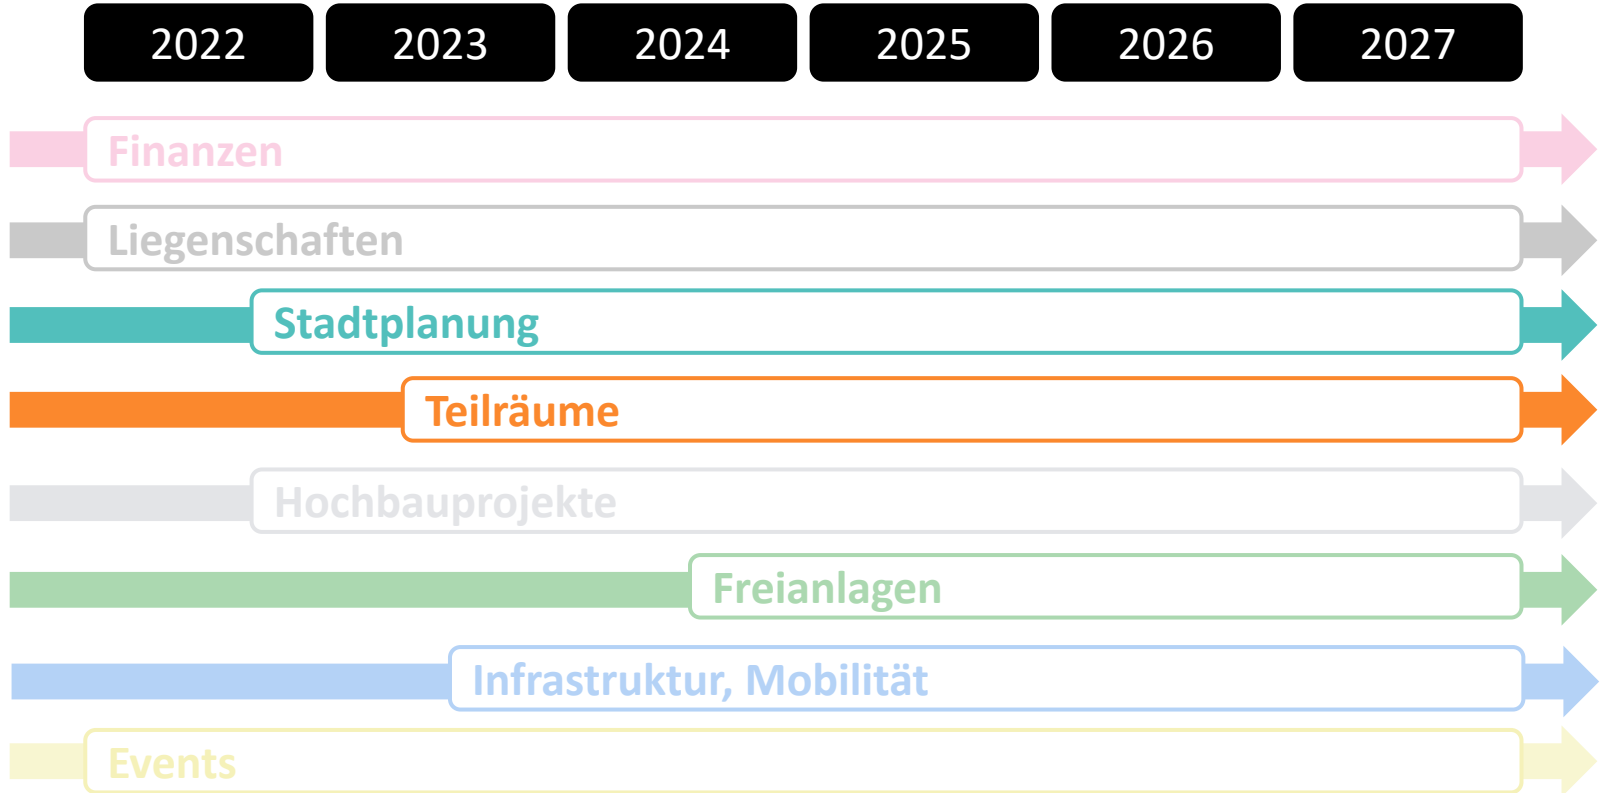 2022 2023 2024 2025 2026 2027
Finanzen
Liegenschaften
Stadtplanung
Teilräume
Hochbauprojekte
Freianlagen
Infrastruktur, Mobilität
Events